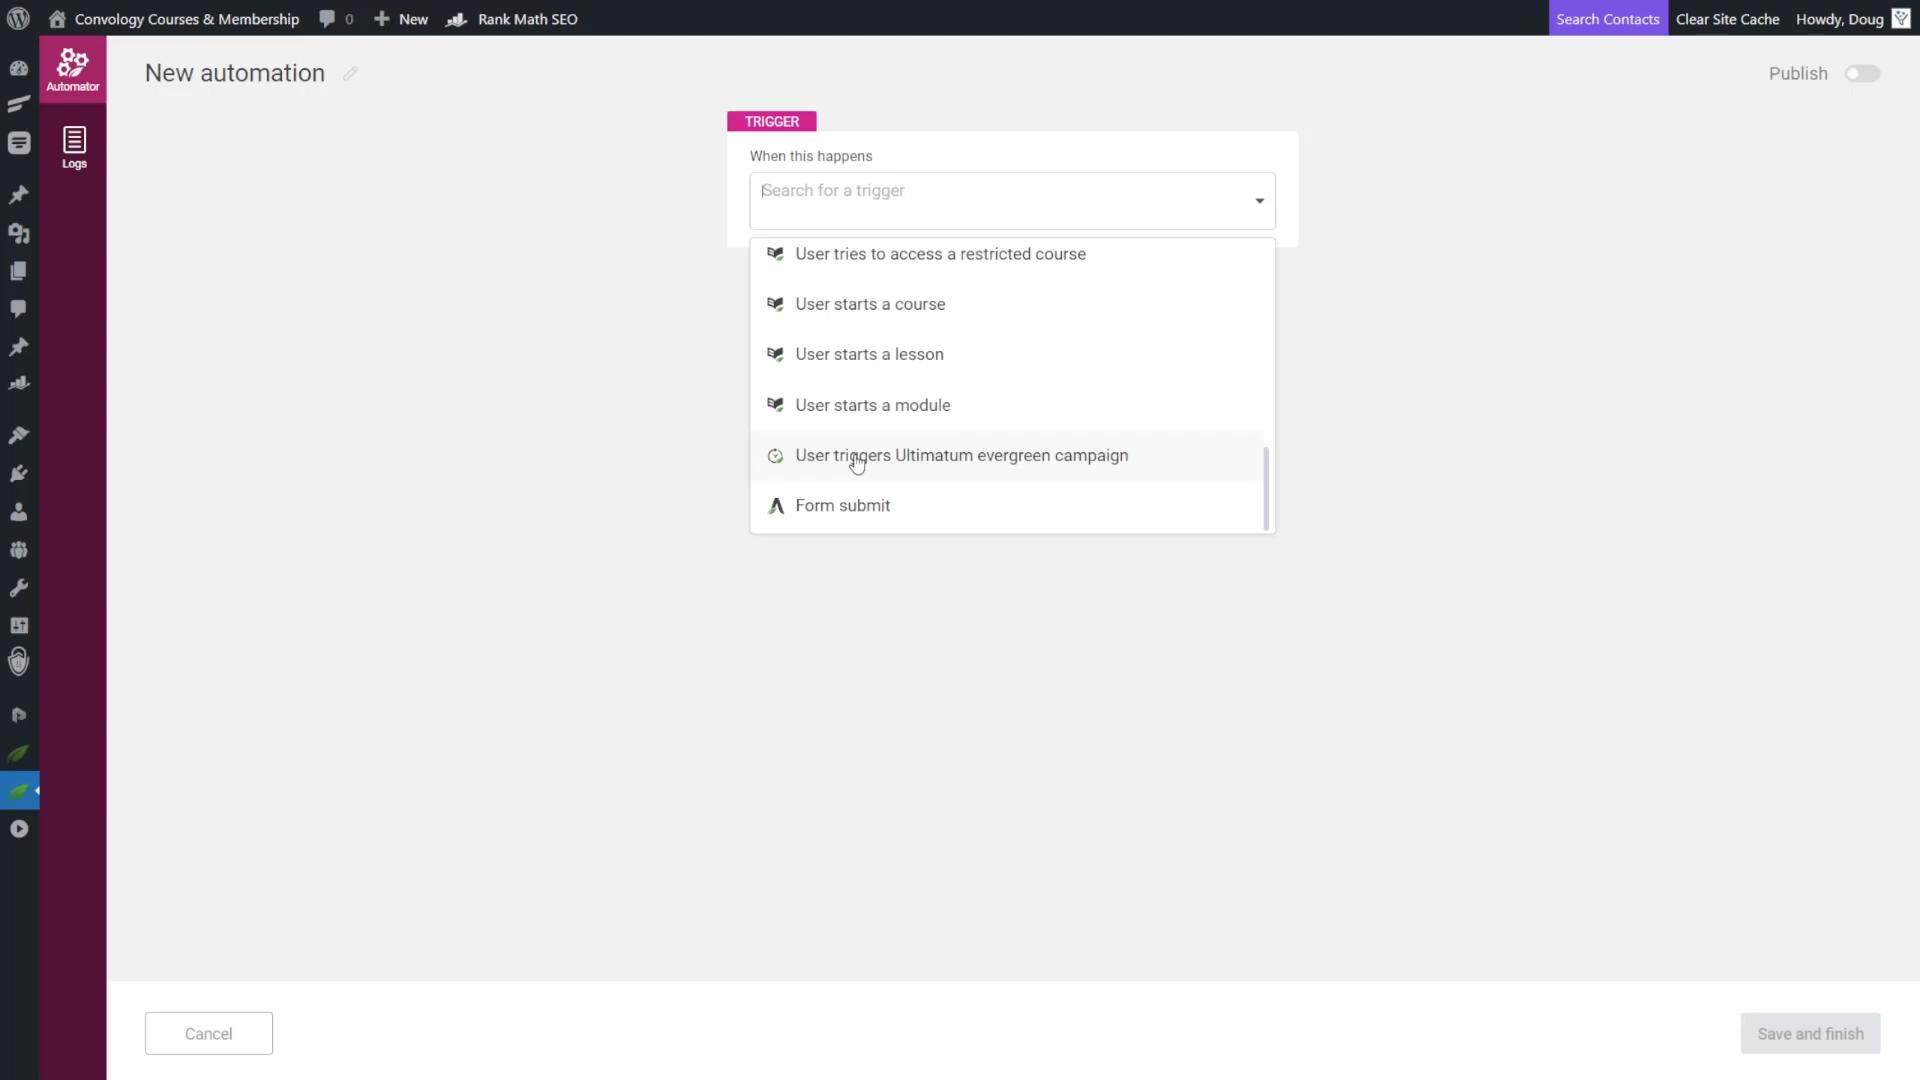 Convology Courses & Membership
0
New
Rank Math SEO
Search Contacts
Clear Site Cache
Howdy, Doug
Automator
Logs
New automation
Publish
TRIGGER
When this happens
Search for a trigger
User tries to access a restricted course
User starts a course
User starts a lesson
User starts a module
User triggers Ultimatum evergreen campaign
Form submit
Cancel
Save and finish